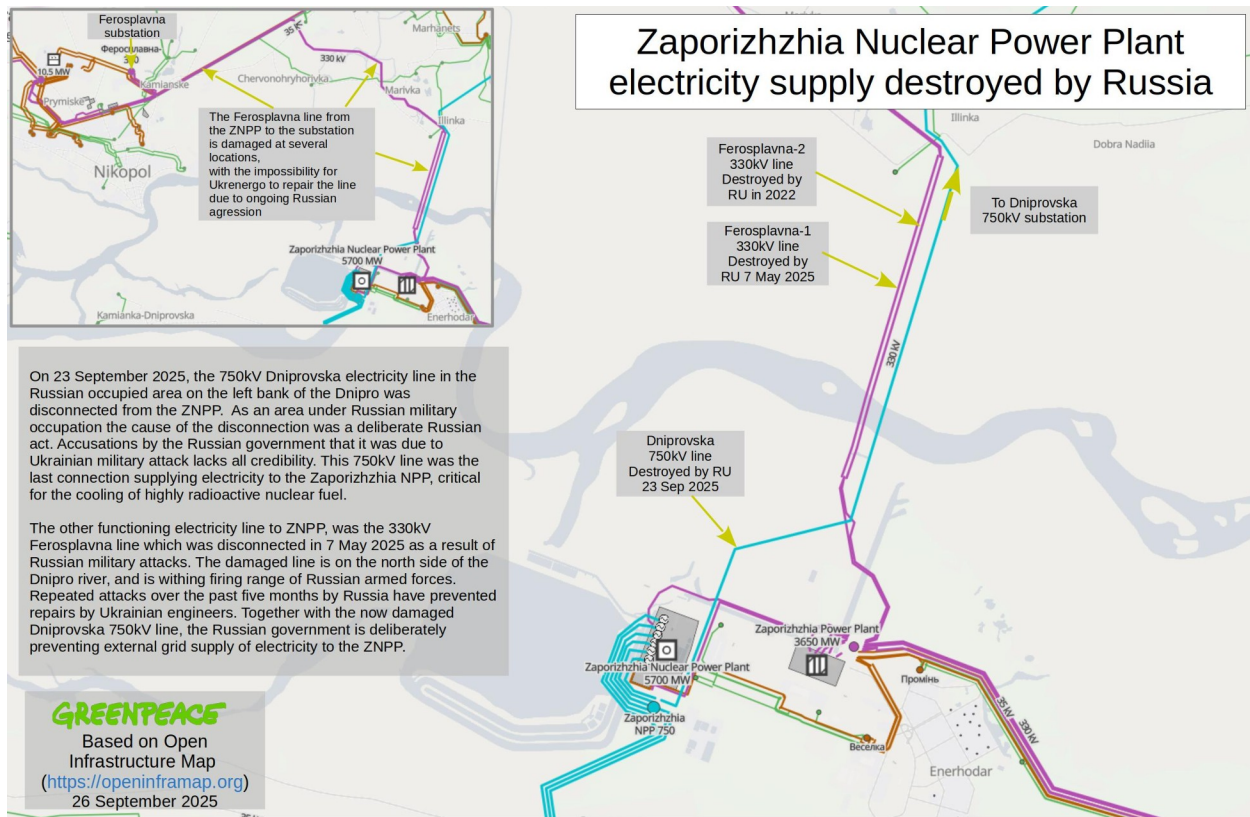 Zaporizhzhia Nuclear Power Plant
electricity supply destroyed by Russia
Ferosplavna
substation
Marhanets
35 kV
330 kV
10,5 MW
Kamianske
Chervonohryhorivka
Marivka
Prymiske
Illinka
Nikopol
The Ferosplavna line from
the ZNPP to the substation
is damaged at several
locations,
with the impossibility for
Ukrenergo to repair the line
due to ongoing Russian
agression
Zaporizhzhia Nuclear Power Plant
5700 MW
Kamianka-Dniprovska
Enerhodar
Illinka
Dobra Nadiia
Ferosplavna-2
330kV line
Destroyed by
RU in 2022
To Dniprovska
750kV substation
Ferosplavna-1
330kV line
Destroyed by
RU 7 May 2025
330 kV
On 23 September 2025, the 750kV Dniprovska electricity line in the
Russian occupied area on the left bank of the Dnipro was
disconnected from the ZNPP. As an area under Russian military
occupation the cause of the disconnection was a deliberate Russian
act. Accusations by the Russian government that it was due to
Ukrainian military attack lacks all credibility. This 750kV line was the
last connection supplying electricity to the Zaporizhzhia NPP, critical
for the cooling of highly radioactive nuclear fuel.
The other functioning electricity line to ZNPP, was the 330kV
Ferosplavna line which was disconnected in 7 May 2025 as a result of
Russian military attacks. The damaged line is on the north side of the
Dnipro river, and is withing firing range of Russian armed forces.
Repeated attacks over the past five months by Russia have prevented
repairs by Ukrainian engineers. Together with the now damaged
Dniprovska 750kV line, the Russian government is deliberately
preventing external grid supply of electricity to the ZNPP.
Dniprovska
750kV line
Destroyed by RU
23 Sep 2025
Zaporizhzhia Power Plant
3650 MW
Zaporizhzhia Nuclear Power Plant
5700 MW
Zaporizhzhia
NPP 750
Промінь
Веселка
35 kV
330 kV
Enerhodar
GREENPEACE
Based on Open
Infrastructure Map
(https://openinframap.org)
26 September 2025